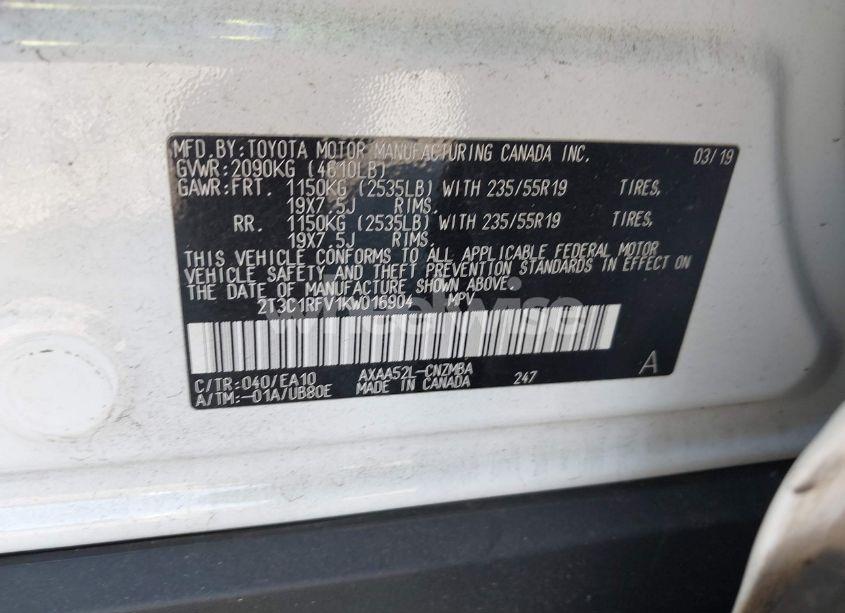 MFD.BY:TOYOTA MOTOR MANUFACTURING CANADA INC. 03/19
GVWR:2090KG (4610LB)
GAWR:FRT. 1150KG (2535LB) WITH 235/55R19 TIRES,
19X7.5J RIMS.
RR. 1150KG (2535LB) WITH 235/55R19 TIRES,
19X7.5J RIMS.
THIS VEHICLE CONFORMS TO ALL APPLICABLE FEDERAL MOTOR
VEHICLE SAFETY AND THEFT PREVENTION STANDARDS IN EFFECT ON
THE DATE OF MANUFACTURE SHOWN ABOVE.
2T3C1RFV1KW016904 MPV
wheelwise
C/TR:040/EA10 AXAA52L-CNZMBA 247 A
A/TM:-01A/UB80E MADE IN CANADA